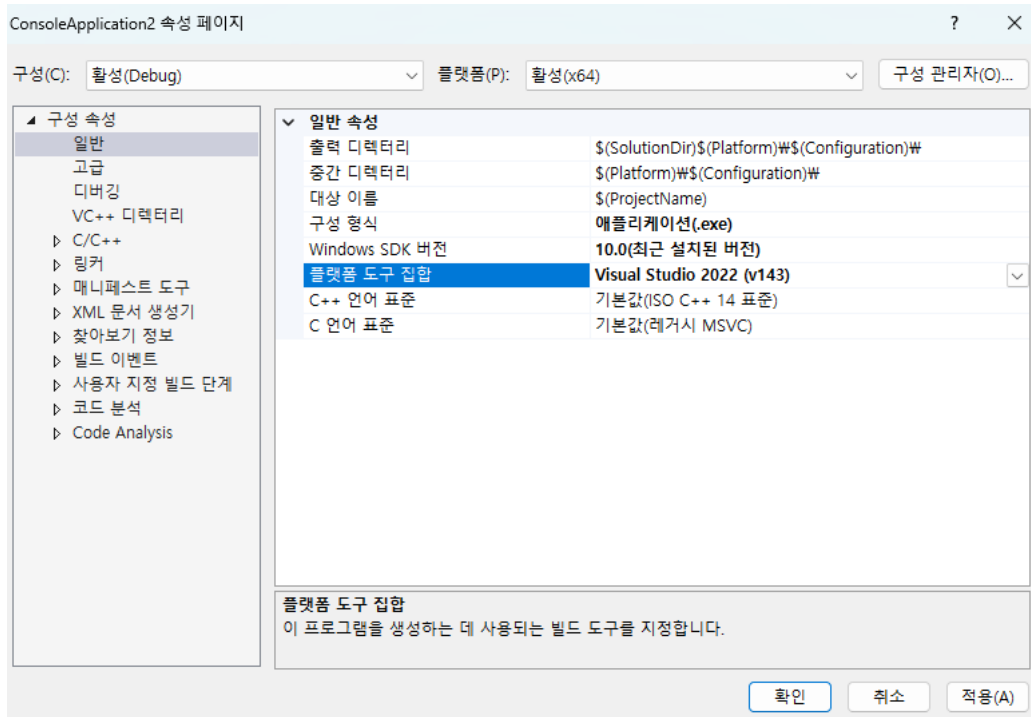 ConsoleApplication2 속성 페이지 ? ✕
구성(C): 활성(Debug) 플랫폼(P): 활성(x64) 구성 관리자(O)...
구성 속성
일반
고급
디버깅
VC++ 디렉터리
C/C++
링커
매니페스트 도구
XML 문서 생성기
찾아보기 정보
빌드 이벤트
사용자 지정 빌드 단계
코드 분석
Code Analysis
일반 속성
출력 디렉터리 $(SolutionDir)$(Platform)₩$(Configuration)₩
중간 디렉터리 $(Platform)₩$(Configuration)₩
대상 이름 $(ProjectName)
구성 형식 애플리케이션(.exe)
Windows SDK 버전 10.0(최근 설치된 버전)
플랫폼 도구 집합 Visual Studio 2022 (v143)
C++ 언어 표준 기본값(ISO C++ 14 표준)
C 언어 표준 기본값(레거시 MSVC)
플랫폼 도구 집합
이 프로그램을 생성하는 데 사용되는 빌드 도구를 지정합니다.
확인 취소 적용(A)